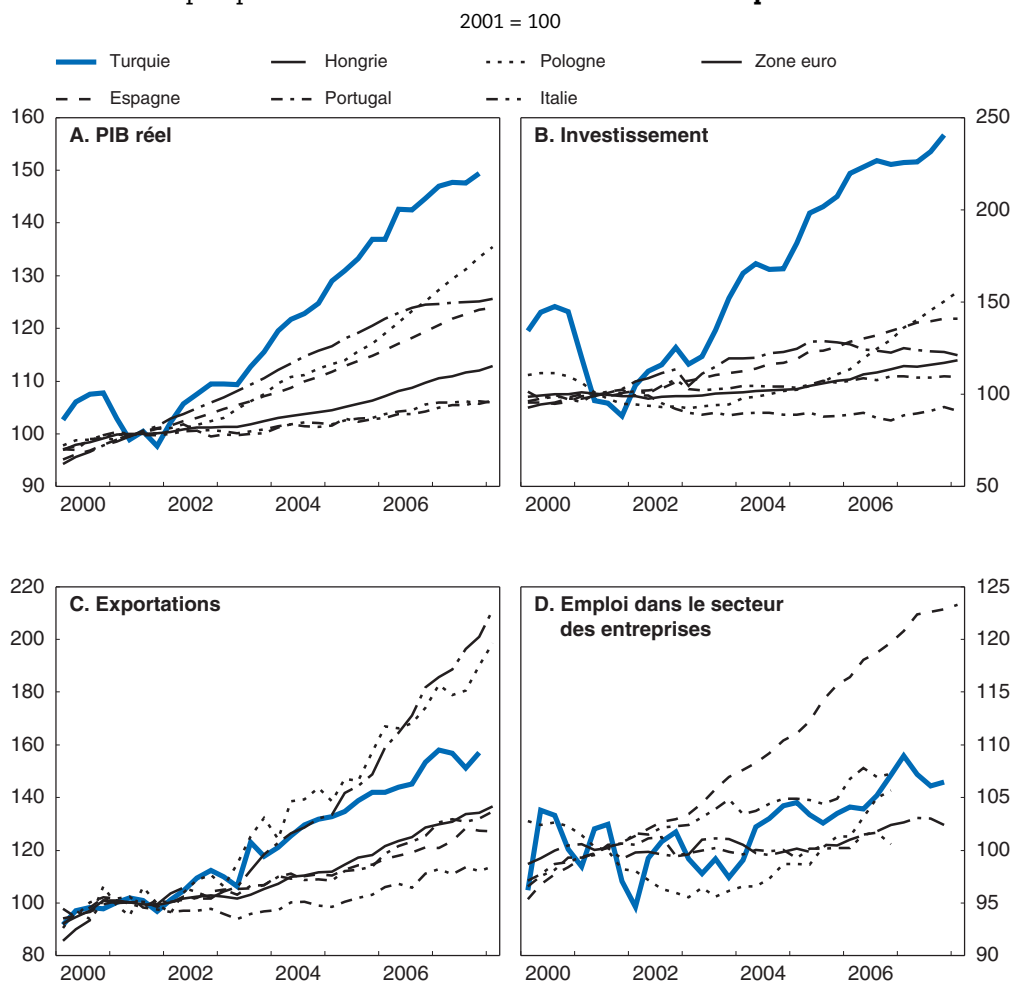 2001 = 100
Turquie Hongrie Pologne Zone euro
Espagne Portugal Italie
A. PIB réel
160
150
140
130
120
110
100
90
2000 2002 2004 2006
B. Investissement
250
200
150
100
50
2000 2002 2004 2006
C. Exportations
220
200
180
160
140
120
100
80
2000 2002 2004 2006
D. Emploi dans le secteur
des entreprises
125
120
115
110
105
100
95
90
2000 2002 2004 2006